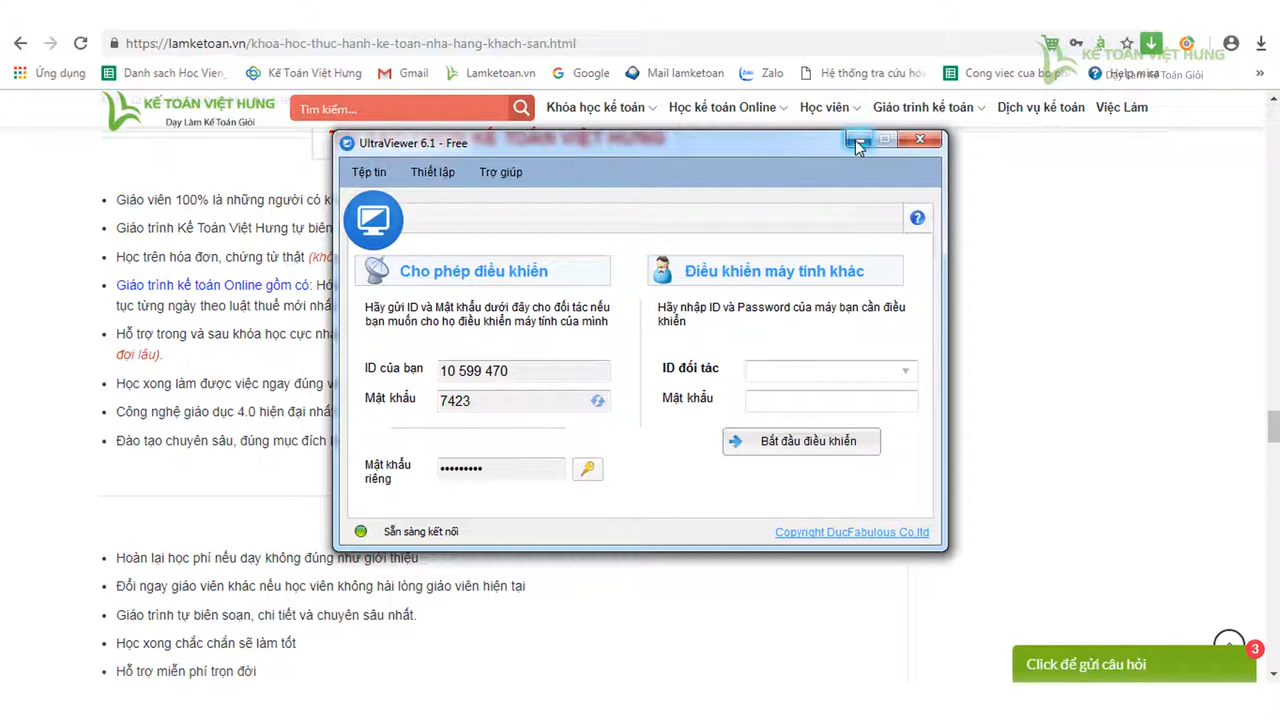 https://lamketoan.vn/khoa-hoc-thuc-hanh-ke-toan-nha-hang-khach-san.html
KẾ TOÁN VIỆT HƯNG
Dạy Làm Kế Toán Giỏi
Ứng dụng
Danh sach Hoc Vien
Kế Toán Việt Hưng
Gmail
Lamketoan.vn
Google
Mail lamketoan
Zalo
Hệ thống tra cứu hó
Cong viec cua bo ph
Help misa
»
KẾ TOÁN VIỆT HƯNG
Dạy Làm Kế Toán Giỏi
Tìm kiếm...
Khóa học kế toán
Học kế toán Online
Học viên
Giáo trình kế toán
Dịch vụ kế toán
Việc Làm
KẾ TOÁN VIỆT HƯNG
UltraViewer 6.1 - Free
Tệp tin
Thiết lập
Trợ giúp
Cho phép điều khiển
Điều khiển máy tính khác
Hãy gửi ID và Mật khẩu dưới đây cho đối tác nếu
bạn muốn cho họ điều khiển máy tính của mình
Hãy nhập ID và Password của máy bạn cần điều
khiển
ID của bạn
10 599 470
Mật khẩu
7423
ID đối tác
Mật khẩu
Bắt đầu điều khiển
Mật khẩu
riêng
•••••••••
Sẵn sàng kết nối
Copyright DucFabulous Co.ltd
• Giáo viên 100% là những người có k
• Giáo trình Kế Toán Việt Hưng tự biên
• Học trên hóa đơn, chứng từ thật (khô
• Giáo trình kế toán Online gồm có: Hó
tục từng ngày theo luật thuế mới nhấ
• Hỗ trợ trong và sau khóa học cực nha
đợi lâu).
• Học xong làm được việc ngay đúng v
• Công nghệ giáo dục 4.0 hiện đại nhấ
• Đào tạo chuyên sâu, đúng mục đích
• Hoàn lại học phí nếu dạy không đúng như giới thiệu
• Đổi ngay giáo viên khác nếu học viên không hài lòng giáo viên hiện tại
• Giáo trình tự biên soạn, chi tiết và chuyên sâu nhất.
• Học xong chắc chắn sẽ làm tốt
• Hỗ trợ miễn phí trọn đời
3
Click để gửi câu hỏi